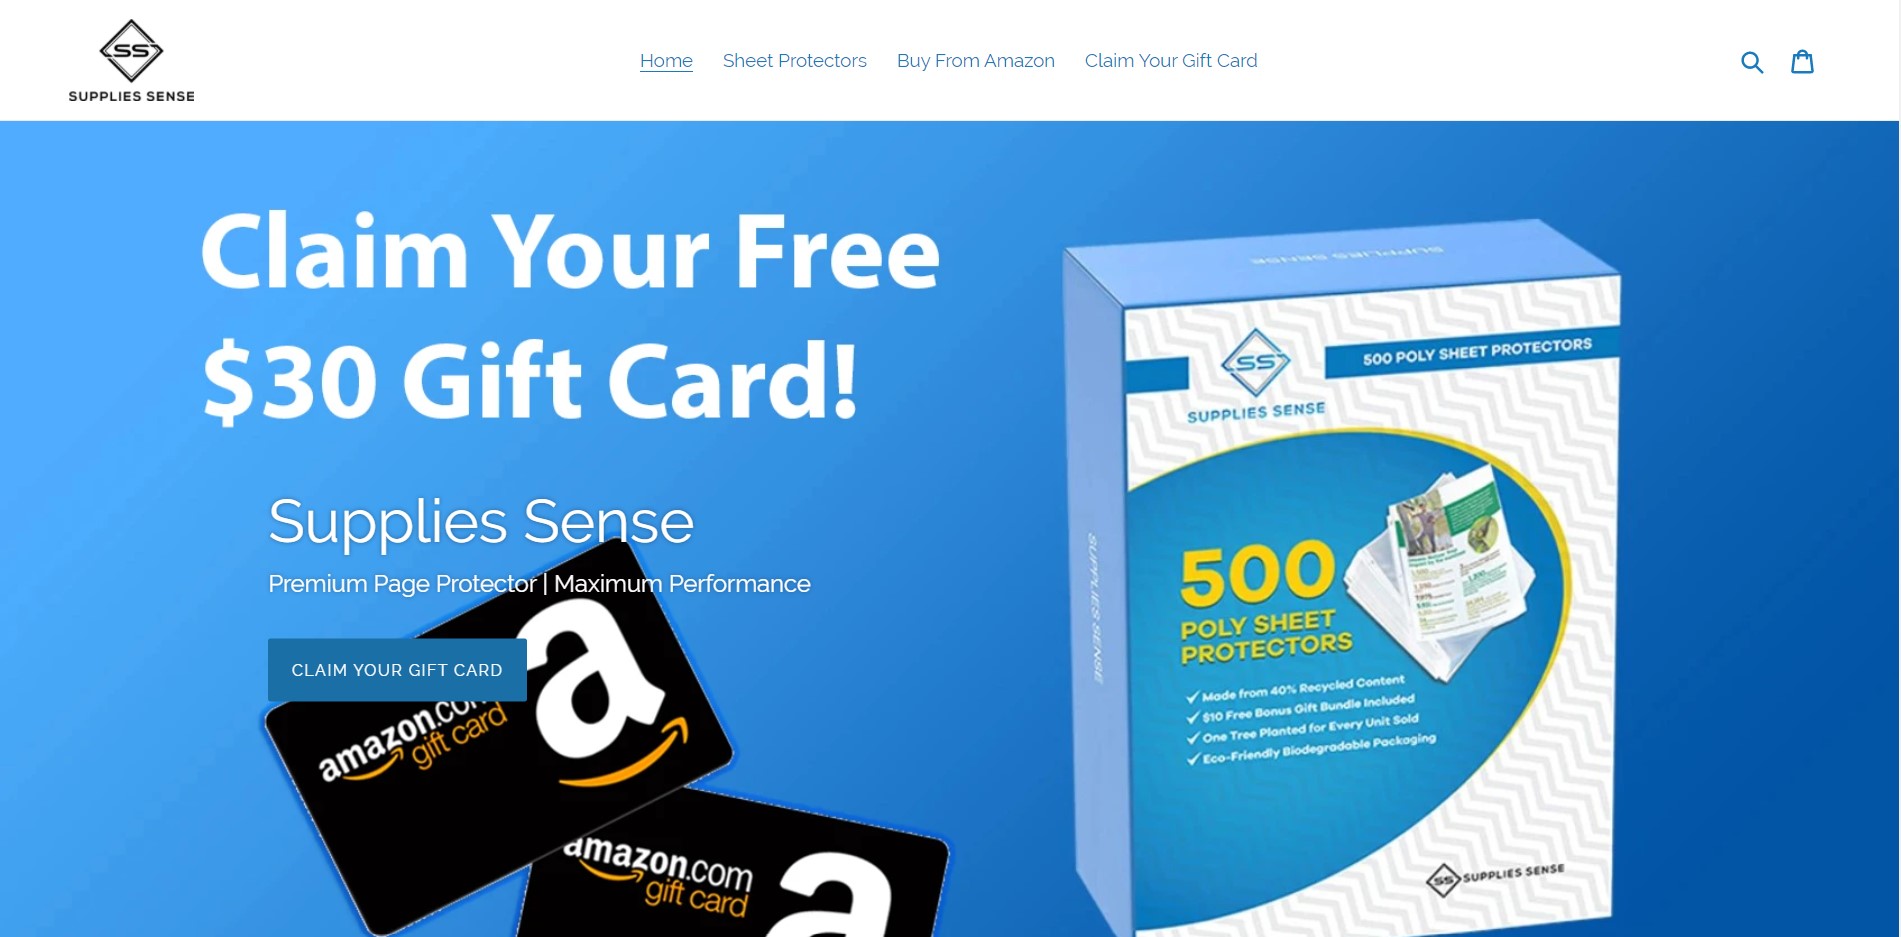 SS
SUPPLIES SENSE
Home
Sheet Protectors
Buy From Amazon
Claim Your Gift Card
Claim Your Free
$30 Gift Card!
Supplies Sense
Premium Page Protector | Maximum Performance
CLAIM YOUR GIFT CARD
amazon.com
gift card
a
amazon.com
gift card
a
SUPPLIES SENSE
SUPPLIES SENSE
SS
SUPPLIES SENSE
500 POLY SHEET PROTECTORS
500
POLY SHEET
PROTECTORS
✓ Made from 40% Recycled Content
✓ $10 Free Bonus Gift Bundle Included
✓ One Tree Planted for Every Unit Sold
✓ Eco-Friendly Biodegradable Packaging
SS SUPPLIES SENSE